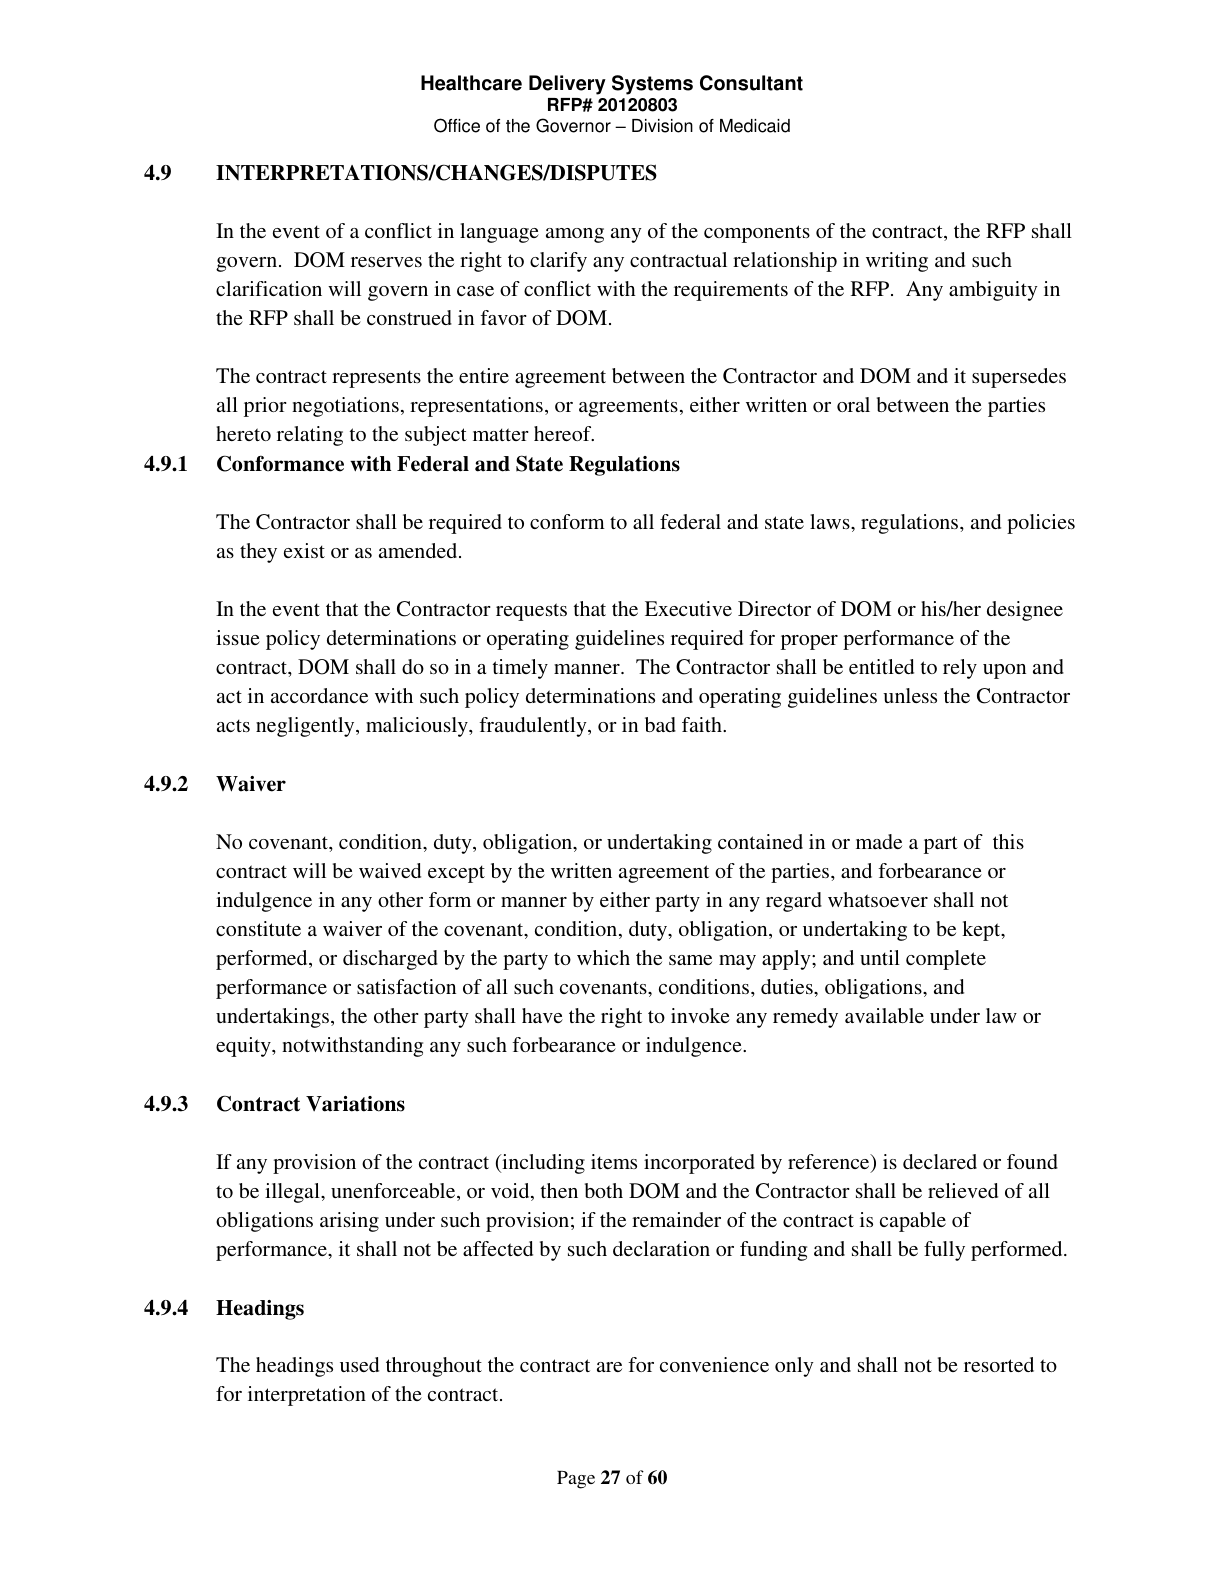 Healthcare Delivery Systems Consultant
RFP# 20120803
Office of the Governor – Division of Medicaid
4.9 INTERPRETATIONS/CHANGES/DISPUTES
In the event of a conflict in language among any of the components of the contract, the RFP shall
govern.  DOM reserves the right to clarify any contractual relationship in writing and such
clarification will govern in case of conflict with the requirements of the RFP.  Any ambiguity in
the RFP shall be construed in favor of DOM.
The contract represents the entire agreement between the Contractor and DOM and it supersedes
all prior negotiations, representations, or agreements, either written or oral between the parties
hereto relating to the subject matter hereof.
4.9.1 Conformance with Federal and State Regulations
The Contractor shall be required to conform to all federal and state laws, regulations, and policies
as they exist or as amended.
In the event that the Contractor requests that the Executive Director of DOM or his/her designee
issue policy determinations or operating guidelines required for proper performance of the
contract, DOM shall do so in a timely manner.  The Contractor shall be entitled to rely upon and
act in accordance with such policy determinations and operating guidelines unless the Contractor
acts negligently, maliciously, fraudulently, or in bad faith.
4.9.2 Waiver
No covenant, condition, duty, obligation, or undertaking contained in or made a part of  this
contract will be waived except by the written agreement of the parties, and forbearance or
indulgence in any other form or manner by either party in any regard whatsoever shall not
constitute a waiver of the covenant, condition, duty, obligation, or undertaking to be kept,
performed, or discharged by the party to which the same may apply; and until complete
performance or satisfaction of all such covenants, conditions, duties, obligations, and
undertakings, the other party shall have the right to invoke any remedy available under law or
equity, notwithstanding any such forbearance or indulgence.
4.9.3 Contract Variations
If any provision of the contract (including items incorporated by reference) is declared or found
to be illegal, unenforceable, or void, then both DOM and the Contractor shall be relieved of all
obligations arising under such provision; if the remainder of the contract is capable of
performance, it shall not be affected by such declaration or funding and shall be fully performed.
4.9.4 Headings
The headings used throughout the contract are for convenience only and shall not be resorted to
for interpretation of the contract.
Page 27 of 60